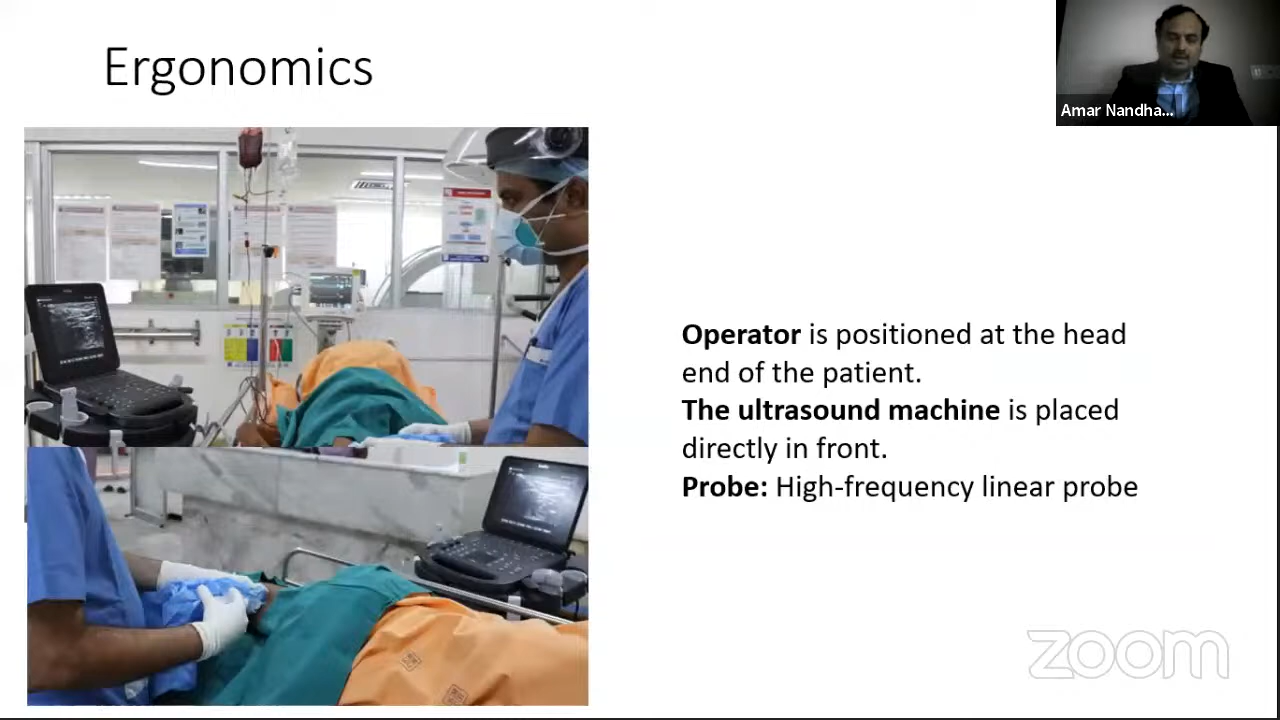 Ergonomics
Amar Nandha...
Operator is positioned at the head
end of the patient.
The ultrasound machine is placed
directly in front.
Probe: High-frequency linear probe
zoom